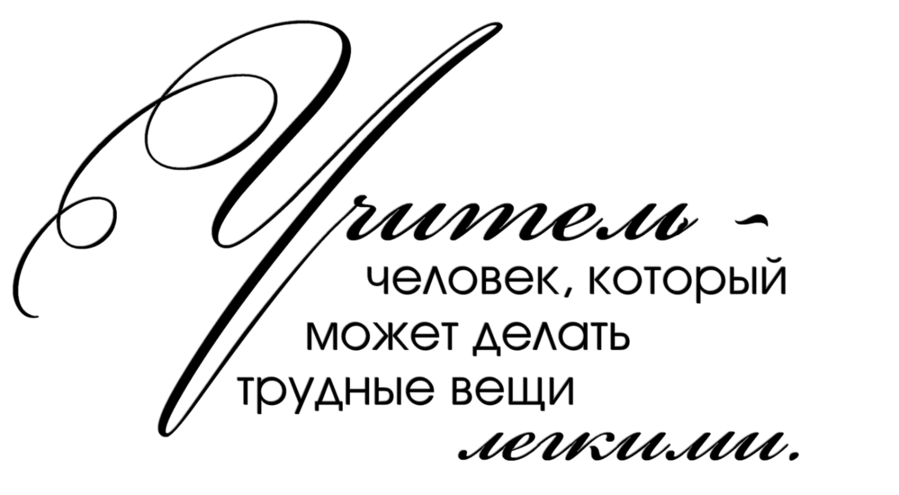 Учитель -
человек, который
может делать
трудные вещи
легкими.